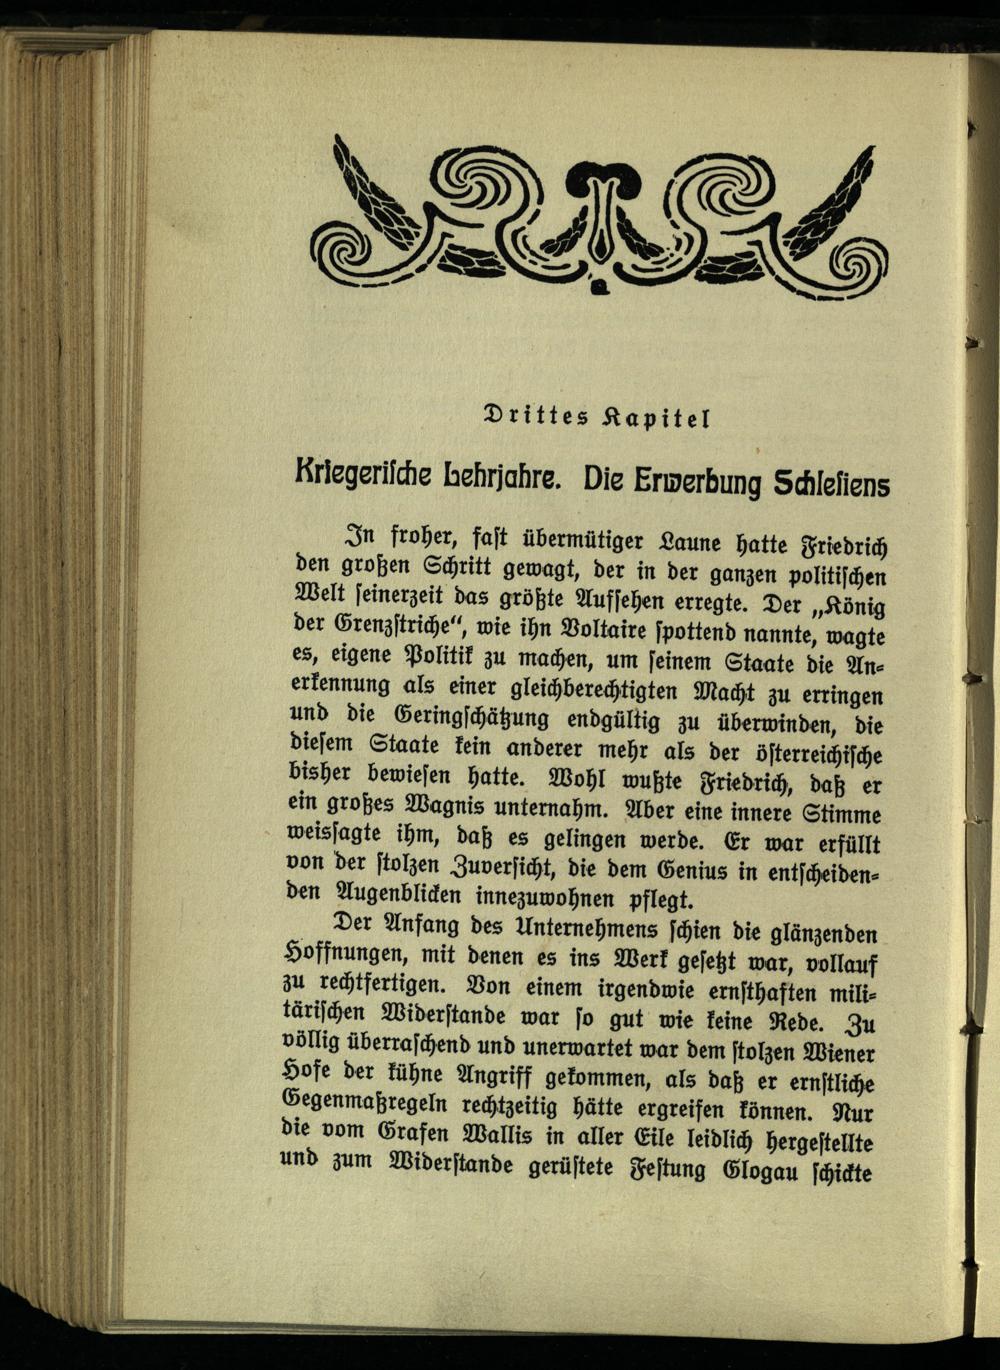 Drittes Kapitel
Kriegerische Lehrjahre. Die Erwerbung Schlesiens
In froher, fast übermütiger Laune hatte Friedrich
den großen Schritt gewagt, der in der ganzen politischen
Welt seinerzeit das größte Aufsehen erregte. Der „König
der Grenzstriche“, wie ihn Voltaire spottend nannte, wagte
es, eigene Politik zu machen, um seinem Staate die An-
erkennung als einer gleichberechtigten Macht zu erringen
und die Geringschätzung endgültig zu überwinden, die
diesem Staate kein anderer mehr als der österreichische
bisher bewiesen hatte. Wohl wußte Friedrich, daß er
ein großes Wagnis unternahm. Aber eine innere Stimme
weissagte ihm, daß es gelingen werde. Er war erfüllt
von der stolzen Zuversicht, die dem Genius in entscheiden-
den Augenblicken innezuwohnen pflegt.
Der Anfang des Unternehmens schien die glänzenden
Hoffnungen, mit denen es ins Werk gesetzt war, vollauf
zu rechtfertigen. Von einem irgendwie ernsthaften mili-
tärischen Widerstande war so gut wie keine Rede. Zu
völlig überraschend und unerwartet war dem stolzen Wiener
Hofe der kühne Angriff gekommen, als daß er ernstliche
Gegenmaßregeln rechtzeitig hätte ergreifen können. Nur
die vom Grafen Wallis in aller Eile leidlich hergestellte
und zum Widerstande gerüstete Festung Glogau schickte